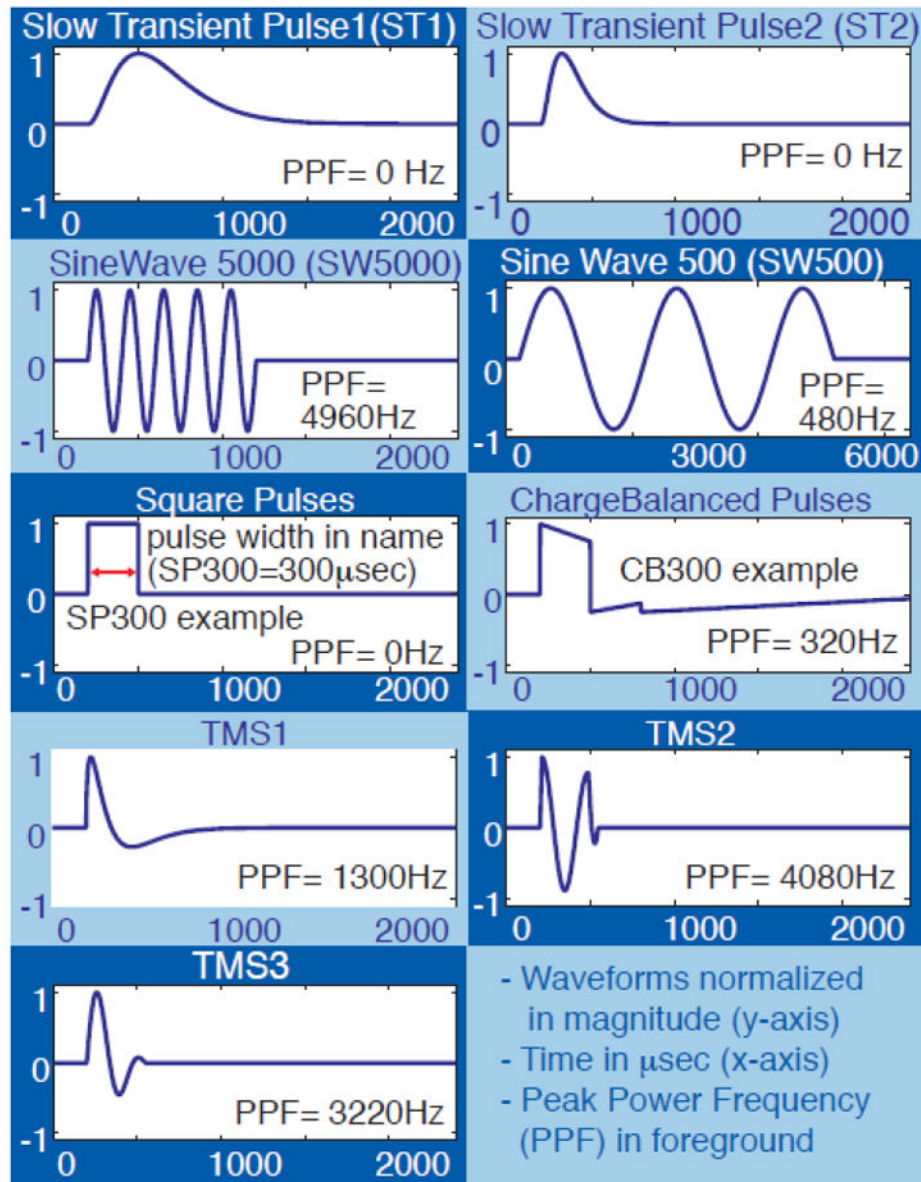 Slow Transient Pulse1(ST1)
1
0
-1
PPF= 0 Hz
0 1000 2000
Slow Transient Pulse2 (ST2)
1
0
-1
PPF= 0 Hz
0 1000 2000
SineWave 5000 (SW5000)
1
0
-1
PPF=
4960Hz
0 1000 2000
Sine Wave 500 (SW500)
1
0
-1
PPF=
480Hz
0 3000 6000
Square Pulses
1
0
-1
pulse width in name
(SP300=300μsec)
SP300 example
PPF= 0Hz
0 1000 2000
ChargeBalanced Pulses
1
0
-1
CB300 example
PPF= 320Hz
0 1000 2000
TMS1
1
0
-1
PPF= 1300Hz
0 1000 2000
TMS2
1
0
-1
PPF= 4080Hz
0 1000 2000
TMS3
1
0
-1
PPF= 3220Hz
0 1000 2000
- Waveforms normalized
in magnitude (y-axis)
- Time in μsec (x-axis)
- Peak Power Frequency
(PPF) in foreground